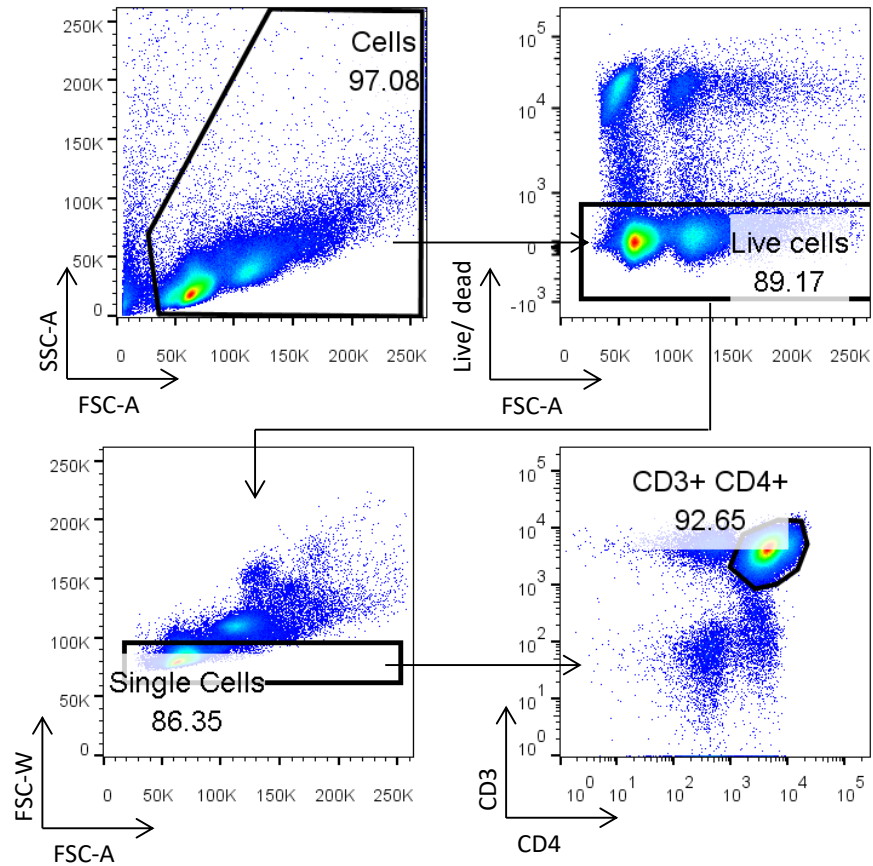 250K
200K
150K
100K
50K
0
SSC-A
Cells
97.08
0 50K 100K 150K 200K 250K
FSC-A
10^5
10^4
10^3
0
-10^3
Live/ dead
Live cells
89.17
0 50K 100K 150K 200K 250K
FSC-A
250K
200K
150K
100K
50K
0
FSC-W
Single Cells
86.35
0 50K 100K 150K 200K 250K
FSC-A
10^5
10^4
10^3
10^2
10^1
10^0
CD3
CD3+ CD4+
92.65
10^0 10^1 10^2 10^3 10^4 10^5
CD4